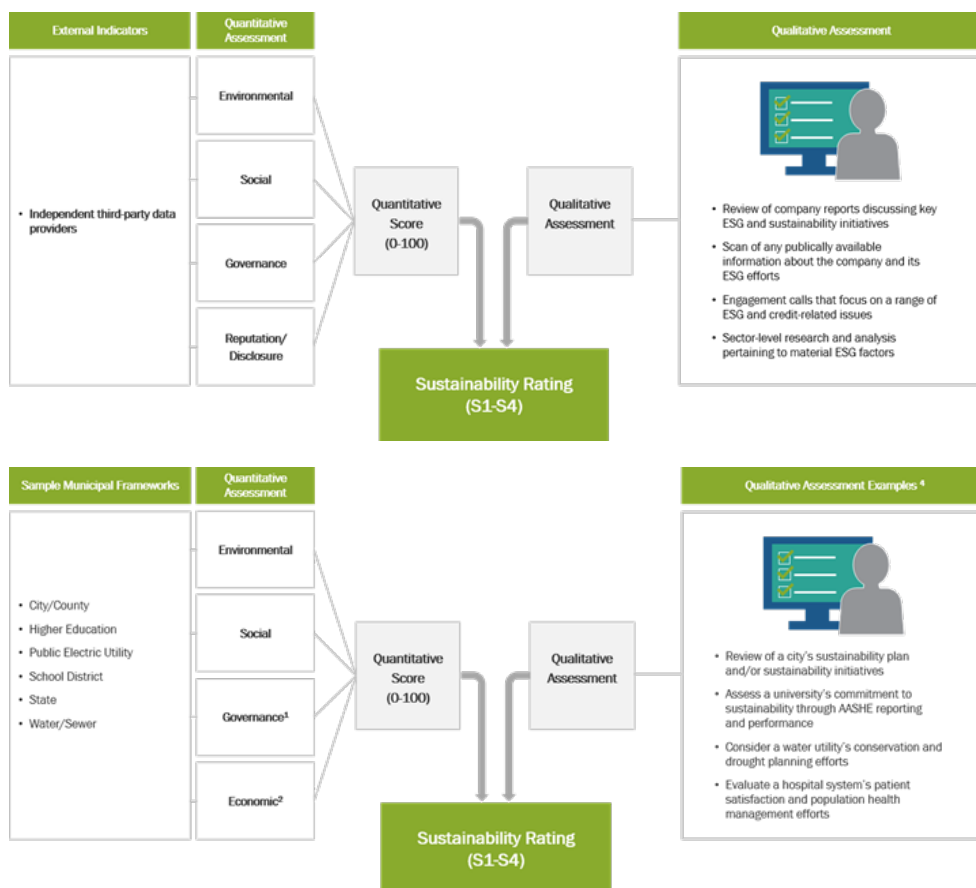 External Indicators
Quantitative
Assessment
Qualitative Assessment
• Independent third-party data
providers
Environmental
Social
Governance
Reputation/
Disclosure
Quantitative
Score
(0-100)
Qualitative
Assessment
Sustainability Rating
(S1-S4)
• Review of company reports discussing key
ESG and sustainability initiatives
• Scan of any publically available
information about the company and its
ESG efforts
• Engagement calls that focus on a range of
ESG and credit-related issues
• Sector-level research and analysis
pertaining to material ESG factors
Sample Municipal Frameworks
Quantitative
Assessment
Qualitative Assessment Examples ⁴
• City/County
• Higher Education
• Public Electric Utility
• School District
• State
• Water/Sewer
Environmental
Social
Governance¹
Economic²
Quantitative
Score
(0-100)
Qualitative
Assessment
Sustainability Rating
(S1-S4)
• Review of a city's sustainability plan
and/or sustainability initiatives
• Assess a university's commitment to
sustainability through AASHE reporting
and performance
• Consider a water utility's conservation and
drought planning efforts
• Evaluate a hospital system's patient
satisfaction and population health
management efforts